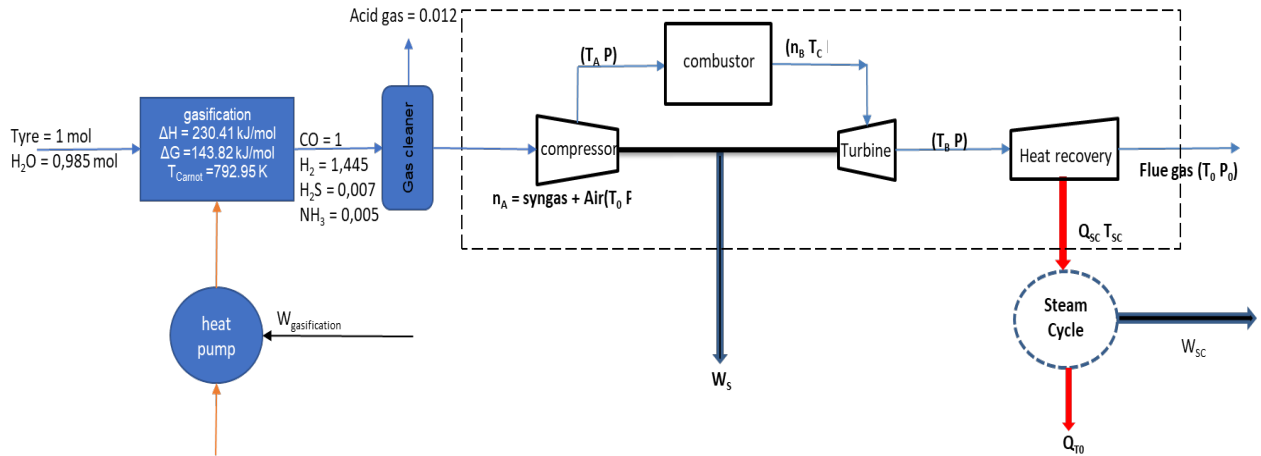 Acid gas = 0.012
(T_A P)
combustor
(n_B T_C
gasification
ΔH = 230.41 kJ/mol
ΔG =143.82 kJ/mol
T_Carnot =792.95 K
Tyre = 1 mol
H₂O = 0,985 mol
CO = 1
H₂ = 1,445
H₂S = 0,007
NH₃ = 0,005
Gas cleaner
compressor
n_A = syngas + Air(T₀ P
Turbine
(T_B P)
Heat recovery
Flue gas (T₀ P₀)
Q_SC T_SC
heat
pump
W_gasification
Steam
Cycle
W_SC
W_S
Q_T0